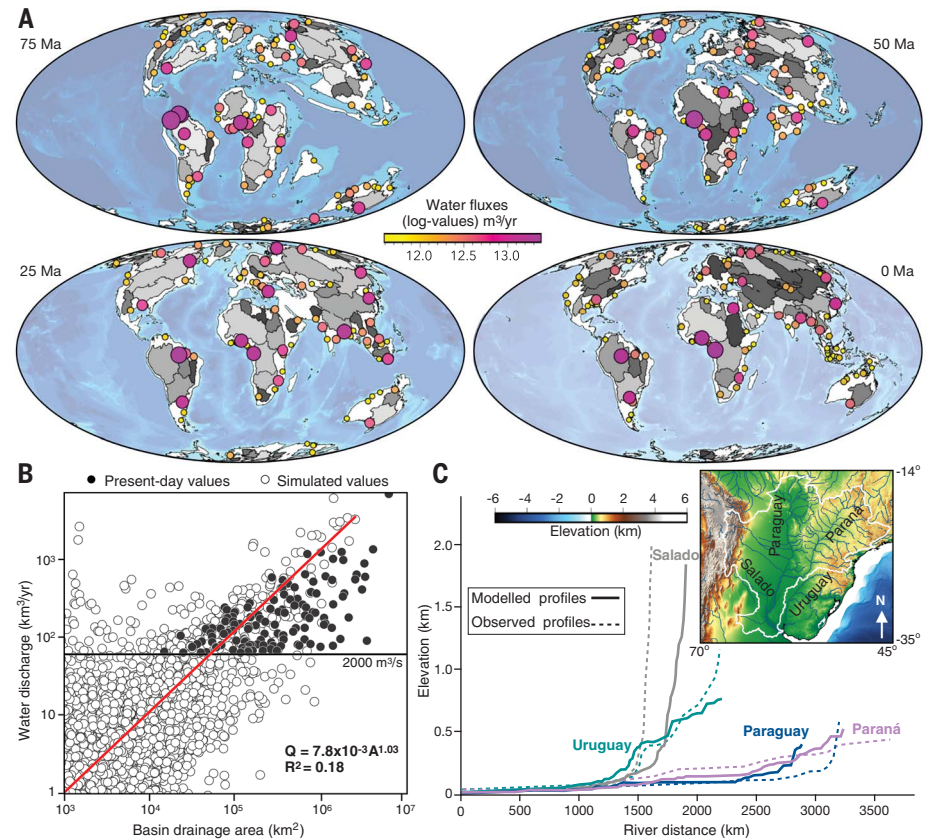 A
75 Ma
50 Ma
Water fluxes
(log-values) m³/yr
12.0 12.5 13.0
25 Ma
0 Ma
B
Present-day values
Simulated values
Water discharge (km³/yr)
10³
10²
10
1
2000 m³/s
Q = 7.8x10⁻³A¹·⁰³
R² = 0.18
10³ 10⁴ 10⁵ 10⁶ 10⁷
Basin drainage area (km²)
C
-6 -4 -2 0 2 4 6
Elevation (km)
Elevation (km)
2.0
1.5
1.0
0.5
0
Salado
Modelled profiles
Observed profiles
Uruguay
Paraguay
Paraná
0 500 1000 1500 2000 2500 3000 3500
River distance (km)
-14°
Paraguay
Paraná
Salado
Uruguay
N
-35°
70°
45°